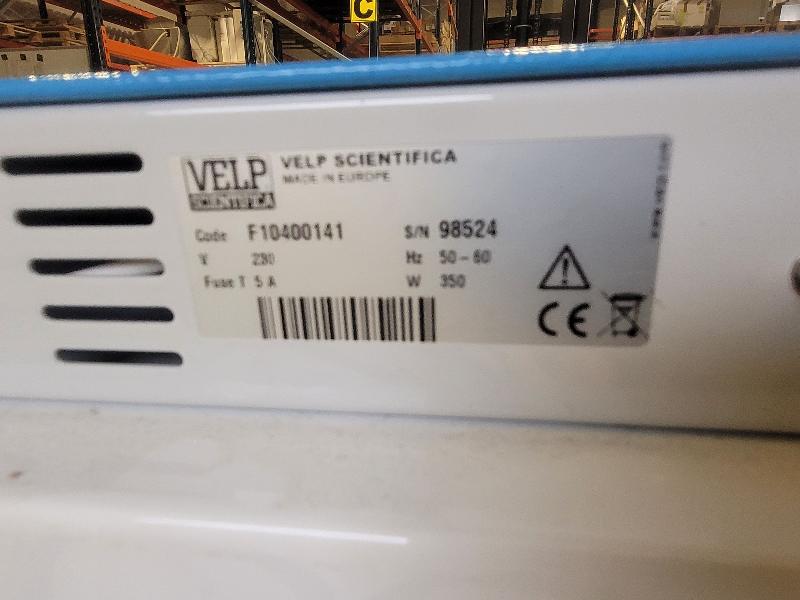 C
VELP
SCIENTIFICA
VELP SCIENTIFICA
MADE IN EUROPE
Code F10400141 S/N 98524
V 230 Hz 50-60
Fuse T 5 A W 350
CE